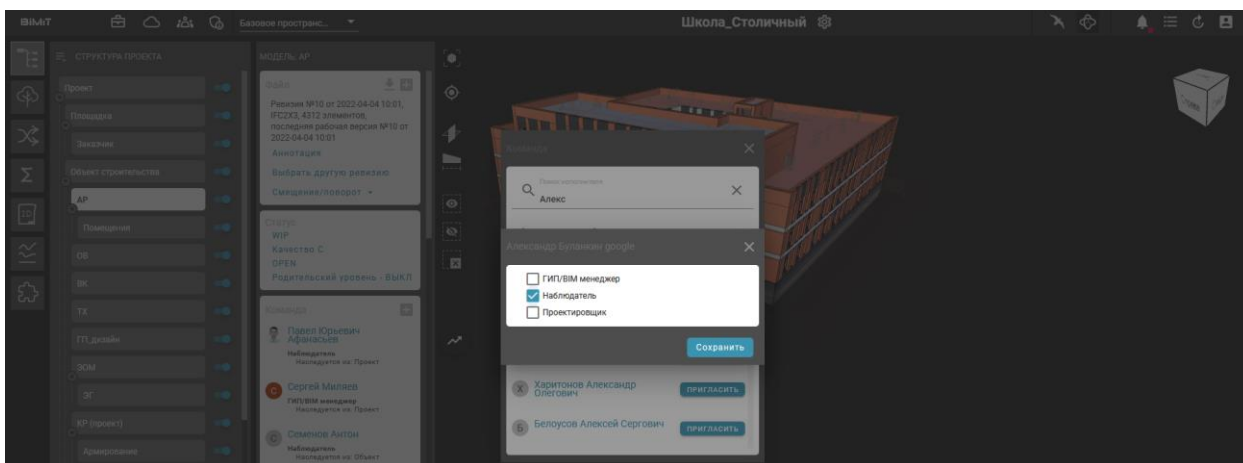 BIMIT
Базовое пространс...
Школа_Столичный
СТРУКТУРА ПРОЕКТА
Проект
Площадка
Заказчик
Объект строительства
АР
Помещения
ОВ
ВК
ТХ
ГП_дизайн
ЭОМ
ЭГ
КР (проект)
Армирование
МОДЕЛЬ: АР
Файл
Ревизия №10 от 2022-04-04 10:01,
IFC2X3, 4312 элементов,
последняя рабочая версия №10 от
2022-04-04 10:01
Аннотация
Выбрать другую ревизию
Смещение/поворот
Статус
WIP
Качество C
OPEN
Родительский уровень - ВЫКЛ
Команда
Павел Юрьевич
Афанасьев
Наблюдатель
Наследуется из: Проект
С
Сергей Миляев
ГИП/BIM менеджер
Наследуется из: Проект
С
Семенов Антон
Наблюдатель
Наследуется из: Объект
2D
Команда
Алекс
Александр Буланкин google
ГИП/BIM менеджер
Наблюдатель
Проектировщик
Сохранить
Х
Харитонов Александр
Олегович
ПРИГЛАСИТЬ
Б
Белоусов Алексей Сергович
ПРИГЛАСИТЬ